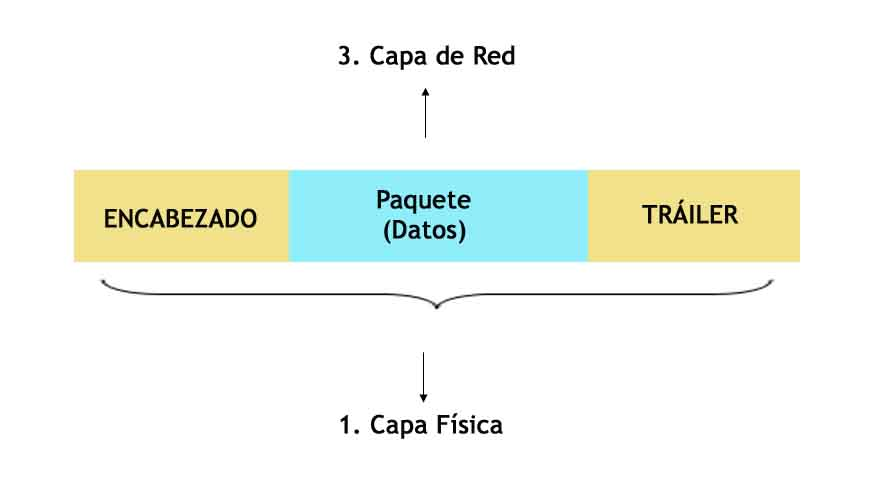 3. Capa de Red
ENCABEZADO
Paquete
(Datos)
TRÁILER
1. Capa Física